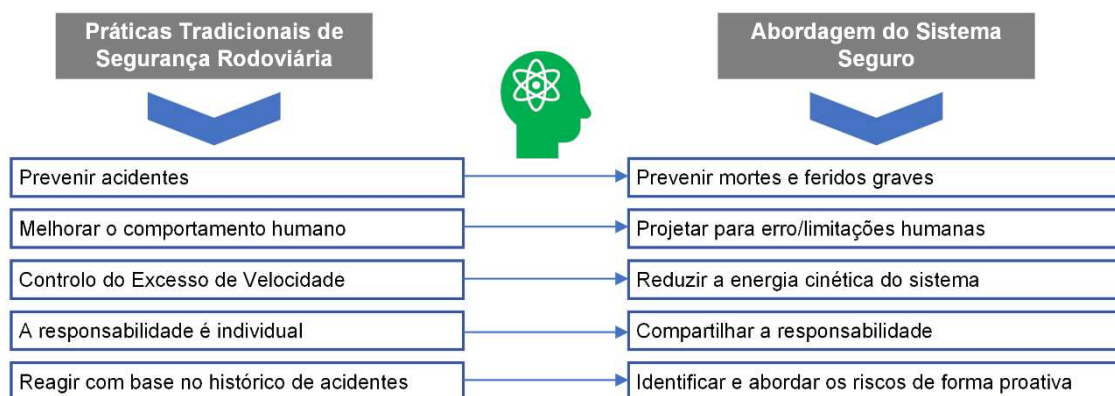 Práticas Tradicionais de
Segurança Rodoviária
Abordagem do Sistema
Seguro
Prevenir acidentes
Prevenir mortes e feridos graves
Melhorar o comportamento humano
Projetar para erro/limitações humanas
Controlo do Excesso de Velocidade
Reduzir a energia cinética do sistema
A responsabilidade é individual
Compartilhar a responsabilidade
Reagir com base no histórico de acidentes
Identificar e abordar os riscos de forma proativa